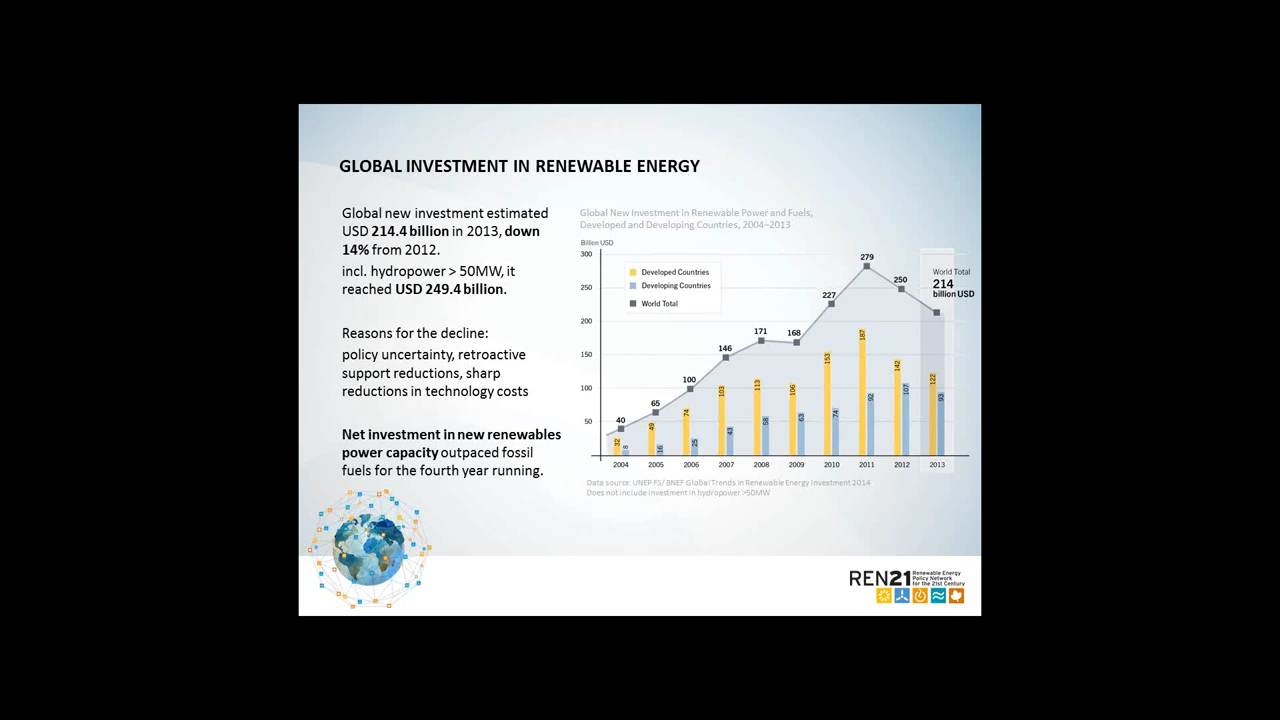 GLOBAL INVESTMENT IN RENEWABLE ENERGY
Global new investment estimated
USD 214.4 billion in 2013, down
14% from 2012.
incl. hydropower > 50MW, it
reached USD 249.4 billion.
Reasons for the decline:
policy uncertainty, retroactive
support reductions, sharp
reductions in technology costs
Net investment in new renewables
power capacity outpaced fossil
fuels for the fourth year running.
Global New Investment in Renewable Power and Fuels,
Developed and Developing Countries, 2004–2013
Billion USD
300
250
200
150
100
50
Developed Countries
Developing Countries
World Total
40
65
100
146
171
168
227
279
250
World Total
214
billion USD
32
8
49
16
74
25
103
43
113
58
106
63
153
74
187
92
142
107
122
93
2004 2005 2006 2007 2008 2009 2010 2011 2012 2013
Data source: UNEP FS/ BNEF Global Trends in Renewable Energy Investment 2014
Does not include investment in hydropower >50MW
REN21
Renewable Energy
Policy Network
for the 21st Century